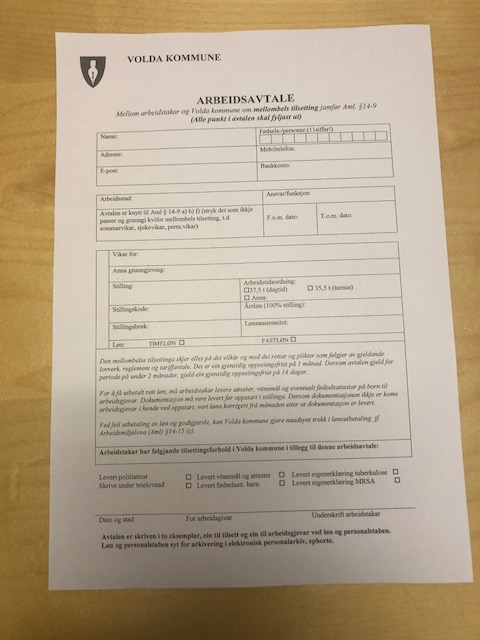 VOLDA KOMMUNE
ARBEIDSAVTALE
Mellom arbeidstakar og Volda kommune om mellombels tilsetting jamfør Aml. §14-9
(Alle punkt i avtalen skal fyljast ut)
Namn:
Fødsels-/personnr (11siffer!)
Adresse:
Mobiltelefon:
E-post:
Bankkonto:
Arbeidsstad:
Ansvar/funksjon:
Avtalen er knytt til Aml § 14-9 a) b) f) (stryk det som ikkje
passer og grunngi kvifor mellombels tilsetting, t.d.
sommarvikar, sjukevikar, perm.vikar)
F.o.m. dato:
T.o.m. dato:
Vikar for:
Anna grunngjeving:
Stilling:
Arbeidstidsordning:
☐37,5 t (dagtid) ☐ 35,5 t (turnus)
☐ Anna:
Stillingskode:
Årsløn (100% stilling):
Stillingsbrøk:
Lønsansiennitet:
Løn: TIMELØN ☐ FASTLØN ☐
Den mellombelse tilsettinga skjer elles på dei vilkår og med dei rettar og plikter som følgjer av gjeldande
lovverk, reglement og tariffavtale. Det er ein gjensidig oppseiingsfrist på 1 månad. Dersom avtalen gjeld for
periode på under 2 månader, gjeld ein gjensidig oppseiingsfrist på 14 dagar.
For å få utbetalt rett løn, må arbeidstakar levere attester, vitnemål og eventuelt fødselsattestar på born til
arbeidsgjevar. Dokumentasjon må vere levert før oppstart i stillinga. Dersom dokumentasjonen ikkje er kome
arbeidsgjevar i hende ved oppstart, vert løna korrigert frå månaden etter at dokumentasjon er levert.
Ved feil utbetaling av løn og godtgjersle, kan Volda kommune gjere naudsynt trekk i lønsutbetaling, jf.
Arbeidsmiljølova (Aml) §14-15 (c).
Arbeidstakar har følgjande tilsettingsforhold i Volda kommune i tillegg til denne arbeidsavtale:
Levert politiattest ☐ Levert vitnemål og attester ☐ Levert eigenerklæring tuberkulose ☐
Skrive under teielovnad ☐ Levert fødselsatt. barn ☐ Levert eigenerklæring MRSA ☐
Dato og stad For arbeidsgivar Underskrift arbeidstakar
Avtalen er skriven i to eksemplar, ein til tilsett og ein til arbeidsgjevar ved løn og personalstaben.
Løn og personalstaben syt for arkivering i elektronisk personalarkiv, ephorte.